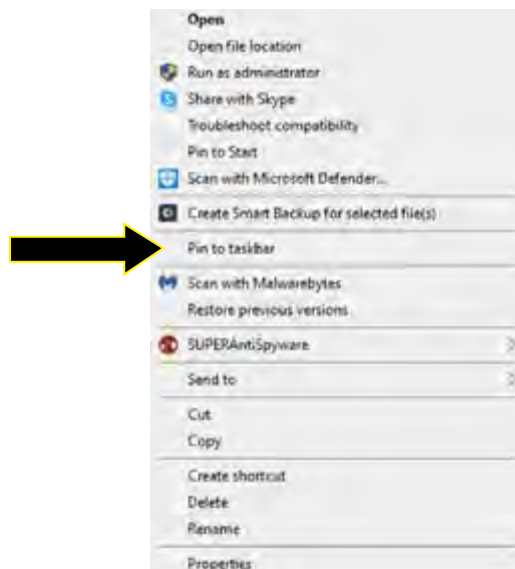 Open
Open file location
Run as administrator
Share with Skype
Troubleshoot compatibility
Pin to Start
Scan with Microsoft Defender...
Create Smart Backup for selected file(s)
Pin to taskbar
Scan with Malwarebytes
Restore previous versions
SUPERAntiSpyware
Send to
Cut
Copy
Create shortcut
Delete
Rename
Properties